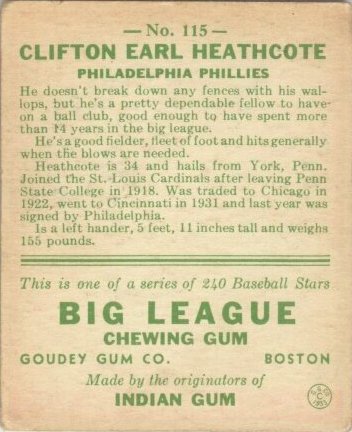 — No. 115 —
CLIFTON EARL HEATHCOTE
PHILADELPHIA PHILLIES
He doesn't break down any fences with his wal-
lops, but he's a pretty dependable fellow to have
on a ball club, good enough to have spent more
than 14 years in the big league.
He's a good fielder, fleet of foot and hits generally
when the blows are needed.
Heathcote is 34 and hails from York, Penn.
Joined the St. Louis Cardinals after leaving Penn
State College in 1918. Was traded to Chicago in
1922, went to Cincinnati in 1931 and last year was
signed by Philadelphia.
Is a left hander, 5 feet, 11 inches tall and weighs
155 pounds.
This is one of a series of 240 Baseball Stars
BIG LEAGUE
CHEWING GUM
GOUDEY GUM CO. BOSTON
Made by the originators of
INDIAN GUM